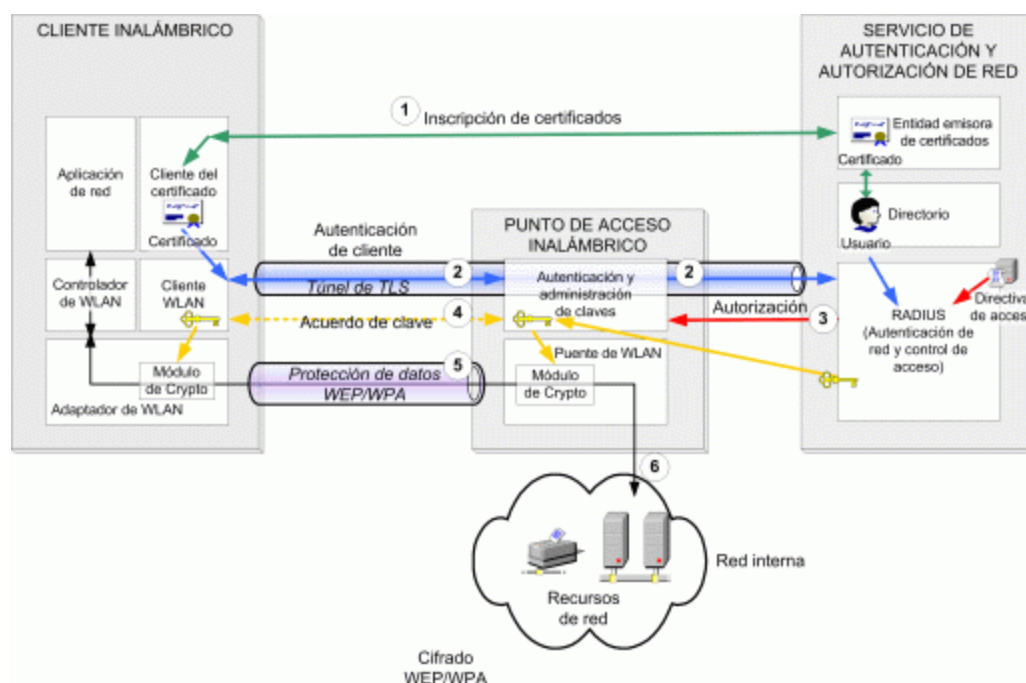 CLIENTE INALÁMBRICO
SERVICIO DE
AUTENTICACIÓN Y
AUTORIZACIÓN DE RED
1
Inscripción de certificados
Entidad emisora
de certificados
Certificado
Aplicación
de red
Cliente del
certificado
Certificado
Directorio
Usuario
Autenticación
de cliente
PUNTO DE ACCESO
INALÁMBRICO
2
2
Túnel de TLS
Autenticación y
administración
de claves
Controlador
de WLAN
Cliente
WLAN
Autorización
3
Directiva
de acces
RADIUS
(Autenticación de
red y control de
acceso)
Acuerdo de clave
4
Puente de WLAN
Módulo
de Crypto
Adaptador de WLAN
Protección de datos
WEP/WPA
5
Módulo
de Crypto
6
Red interna
Recursos
de red
Cifrado
WEP/WPA